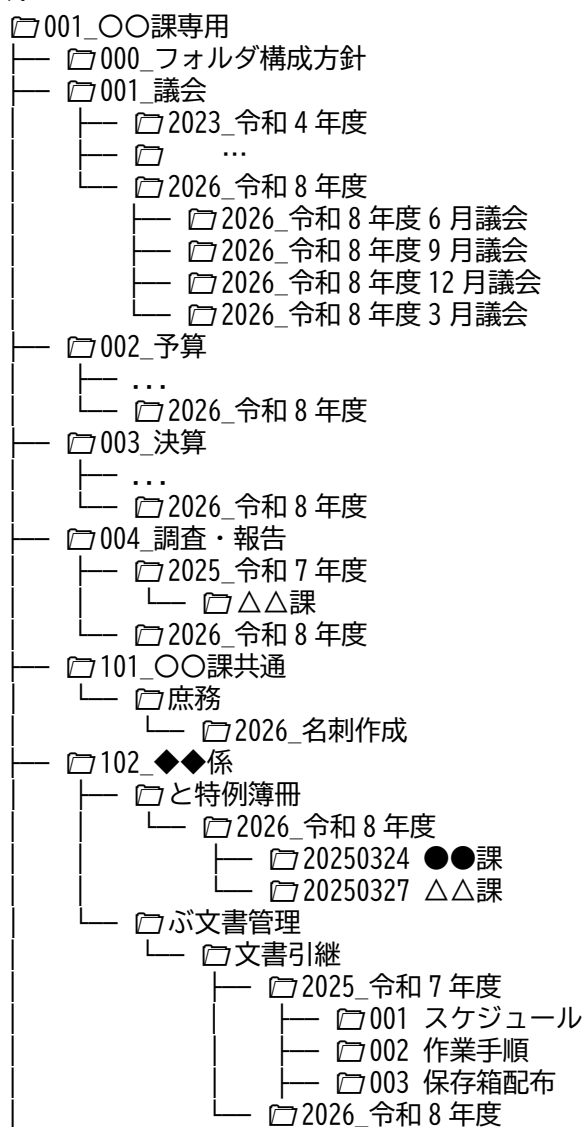 001_〇〇課専用
000_フォルダ構成方針
001_議会
2023_令和4年度
…
2026_令和8年度
2026_令和8年度6月議会
2026_令和8年度9月議会
2026_令和8年度12月議会
2026_令和8年度3月議会
002_予算
...
2026_令和8年度
003_決算
...
2026_令和8年度
004_調査・報告
2025_令和7年度
△△課
2026_令和8年度
101_〇〇課共通
庶務
2026_名刺作成
102_◆◆係
と特例簿冊
2026_令和8年度
20250324 ●●課
20250327 △△課
ぶ文書管理
文書引継
2025_令和7年度
001 スケジュール
002 作業手順
003 保存箱配布
2026_令和8年度